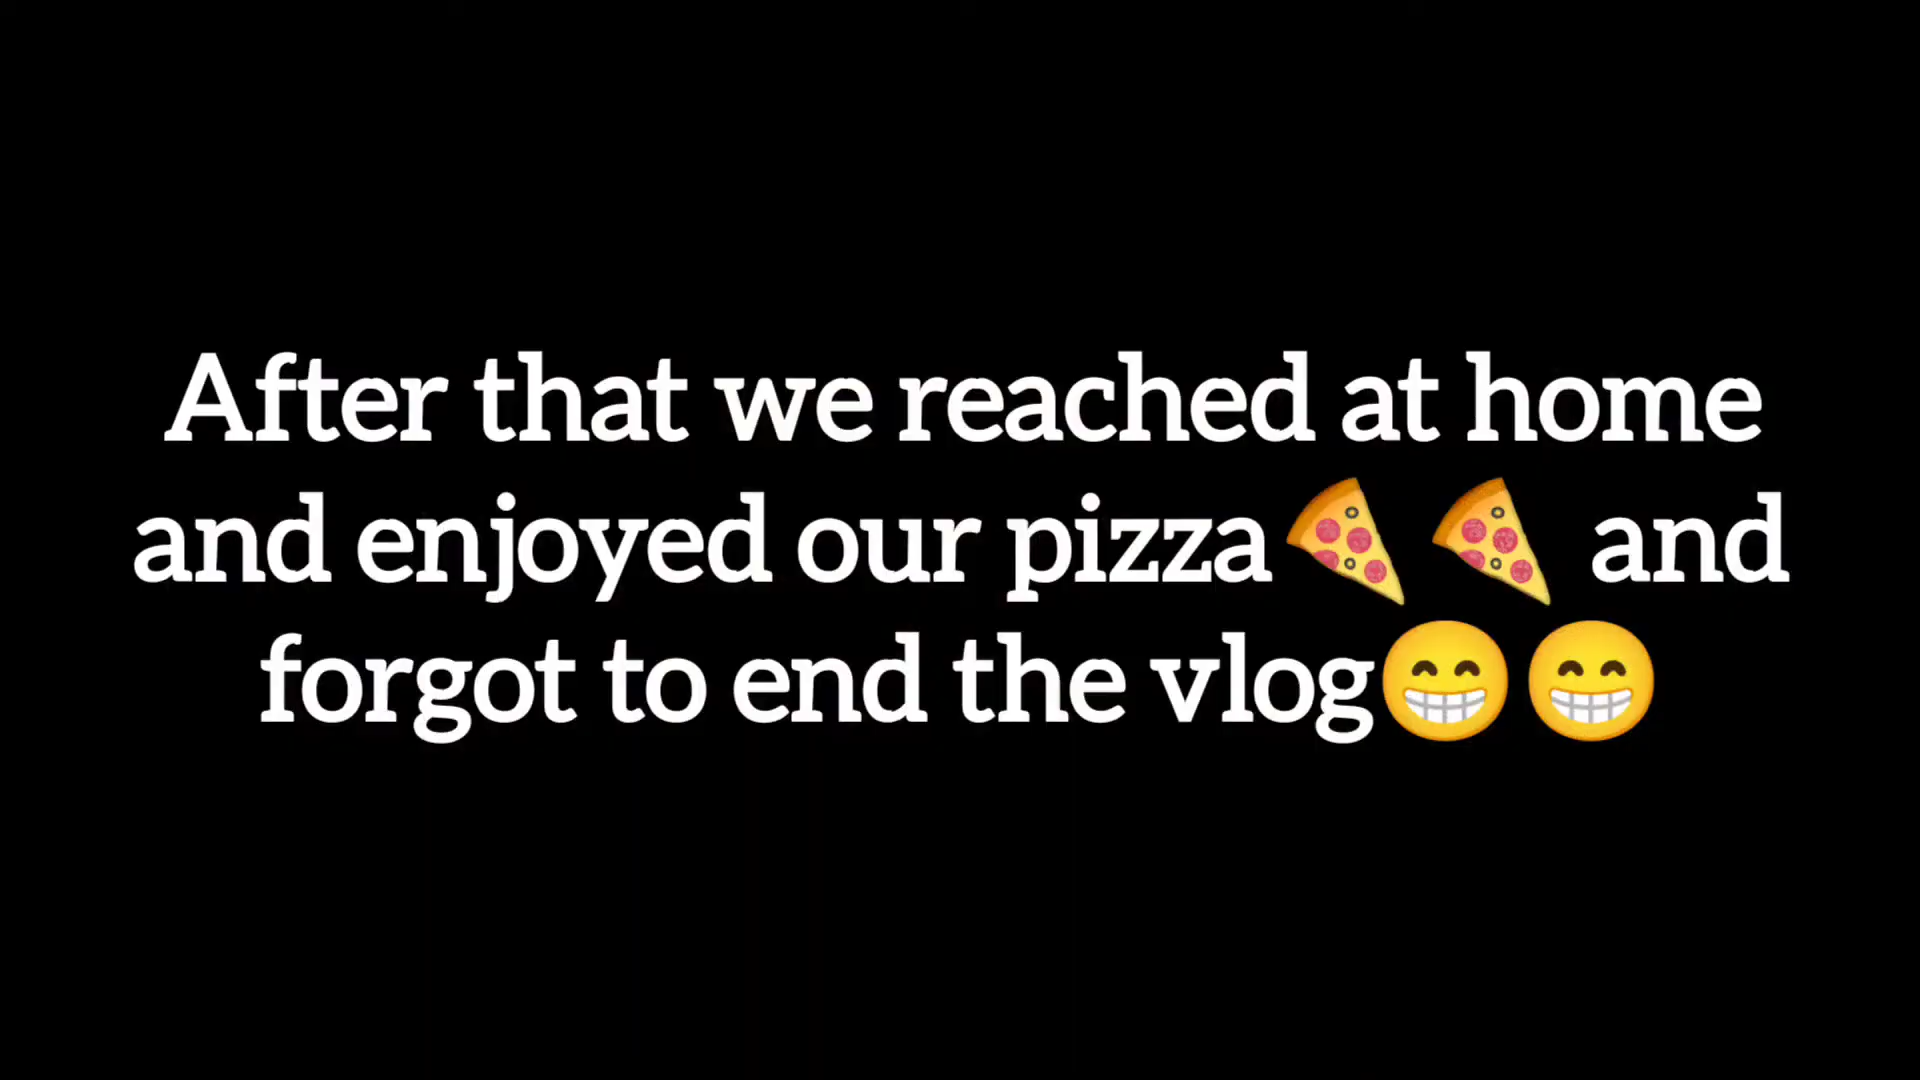 After that we reached at home
and enjoyed our pizza🍕🍕 and
forgot to end the vlog😁😁